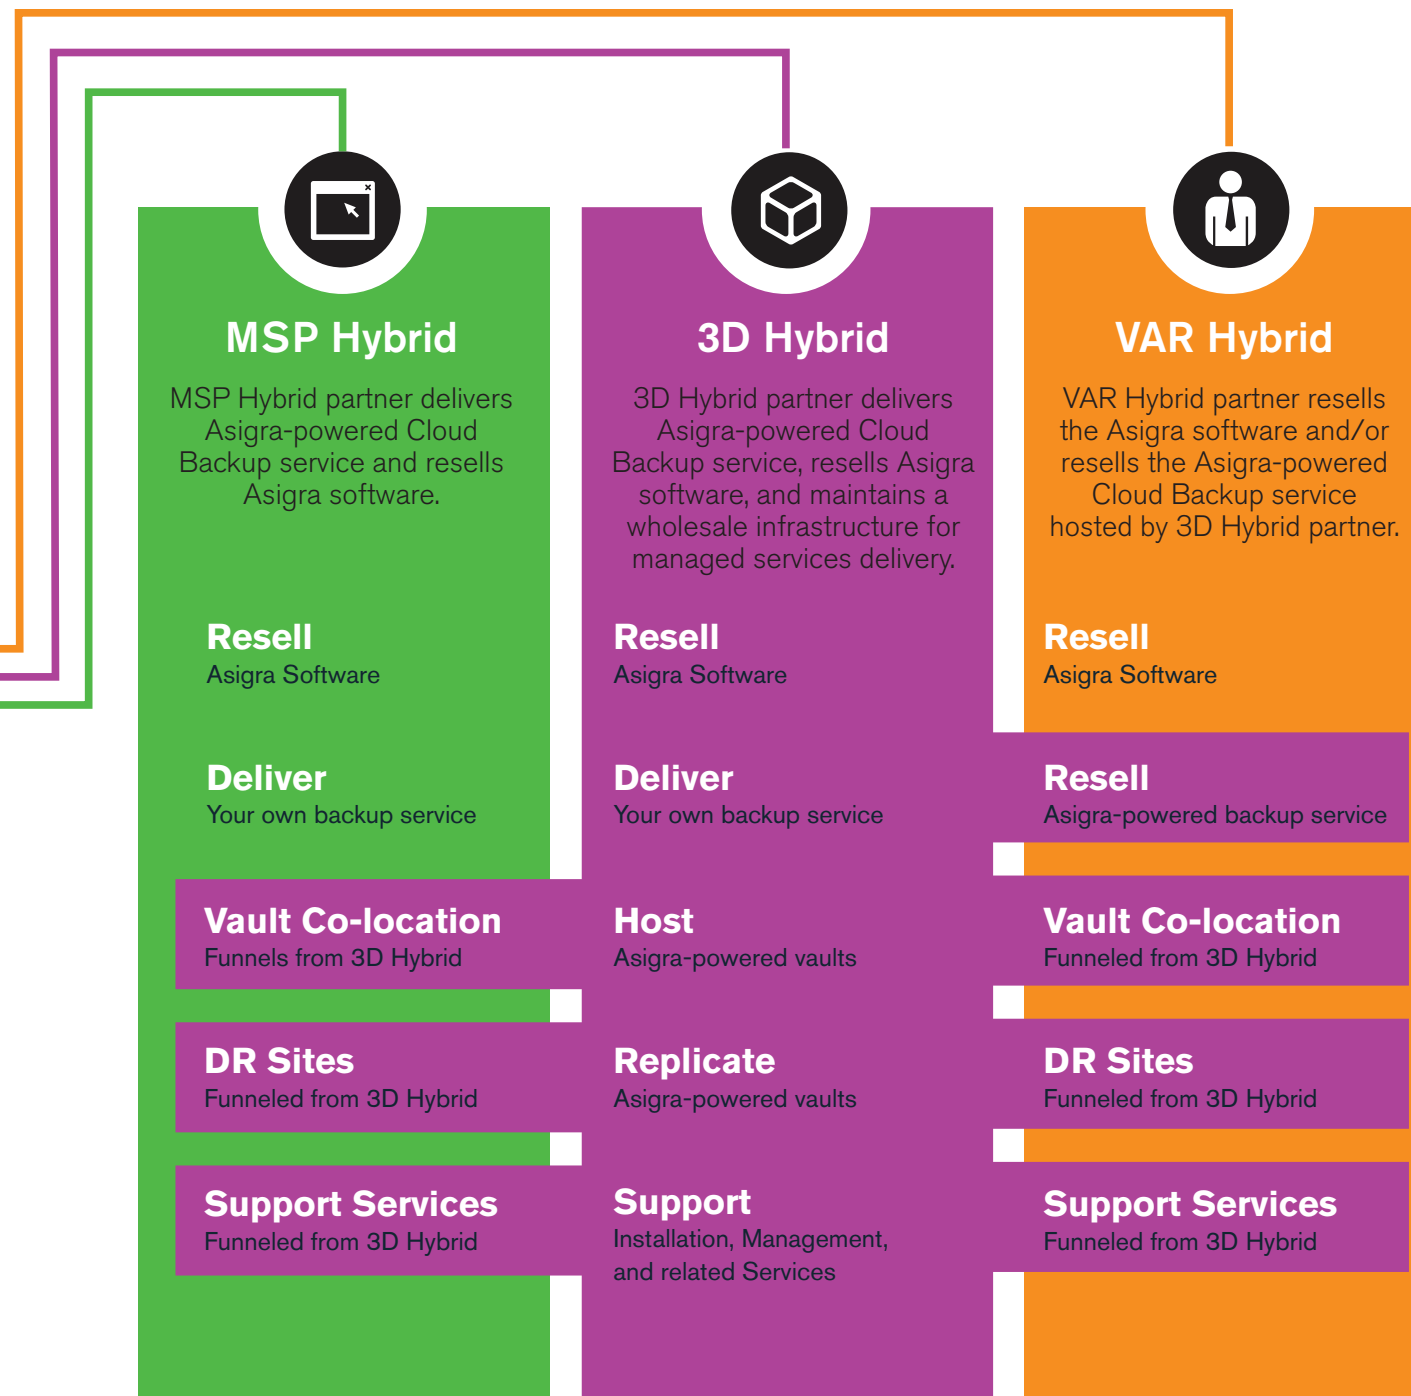 MSP Hybrid
MSP Hybrid partner delivers
Asigra-powered Cloud
Backup service and resells
Asigra software.
Resell
Asigra Software
Deliver
Your own backup service
Vault Co-location
Funnels from 3D Hybrid
DR Sites
Funneled from 3D Hybrid
Support Services
Funneled from 3D Hybrid
3D Hybrid
3D Hybrid partner delivers
Asigra-powered Cloud
Backup service, resells Asigra
software, and maintains a
wholesale infrastructure for
managed services delivery.
Resell
Asigra Software
Deliver
Your own backup service
Host
Asigra-powered vaults
Replicate
Asigra-powered vaults
Support
Installation, Management,
and related Services
VAR Hybrid
VAR Hybrid partner resells
the Asigra software and/or
resells the Asigra-powered
Cloud Backup service
hosted by 3D Hybrid partner.
Resell
Asigra Software
Resell
Asigra-powered backup service
Vault Co-location
Funneled from 3D Hybrid
DR Sites
Funneled from 3D Hybrid
Support Services
Funneled from 3D Hybrid